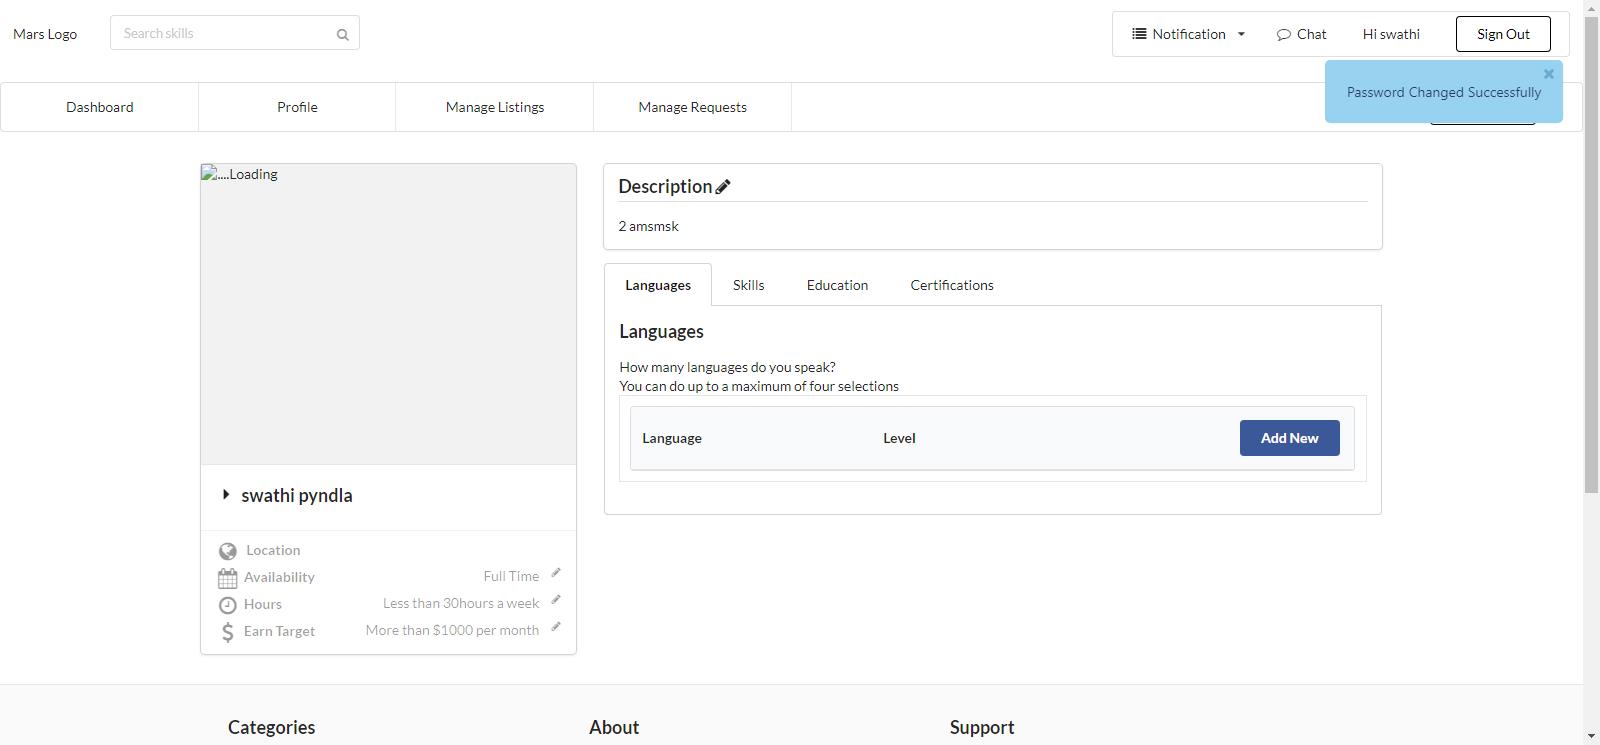 Mars Logo
Search skills
Notification
Chat
Hi swathi
Sign Out
Password Changed Successfully
Dashboard
Profile
Manage Listings
Manage Requests
....Loading
Description
2 amsmsk
Languages
Skills
Education
Certifications
Languages
How many languages do you speak?
You can do up to a maximum of four selections
Language
Level
Add New
swathi pyndla
Location
Availability
Full Time
Hours
Less than 30hours a week
Earn Target
More than $1000 per month
Categories
About
Support